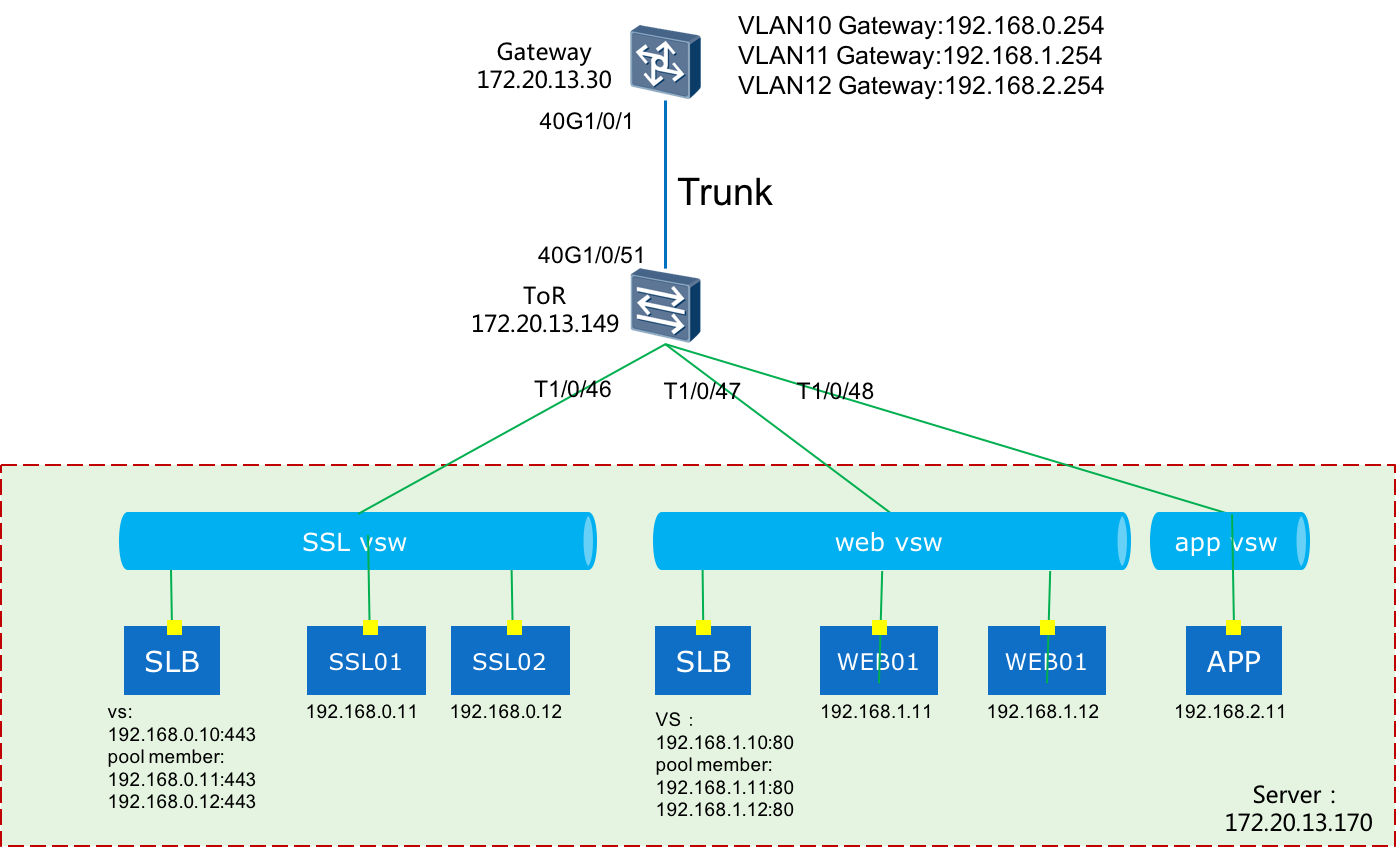 VLAN10 Gateway:192.168.0.254
VLAN11 Gateway:192.168.1.254
VLAN12 Gateway:192.168.2.254
Gateway
172.20.13.30
40G1/0/1
Trunk
40G1/0/51
ToR
172.20.13.149
T1/0/46
T1/0/47
T1/0/48
SSL vsw
web vsw
app vsw
SLB
SSL01
SSL02
SLB
WEB01
WEB01
APP
192.168.0.11
192.168.0.12
192.168.1.11
192.168.1.12
192.168.2.11
vs:
192.168.0.10:443
pool member:
192.168.0.11:443
192.168.0.12:443
VS：
192.168.1.10:80
pool member:
192.168.1.11:80
192.168.1.12:80
Server：
172.20.13.170